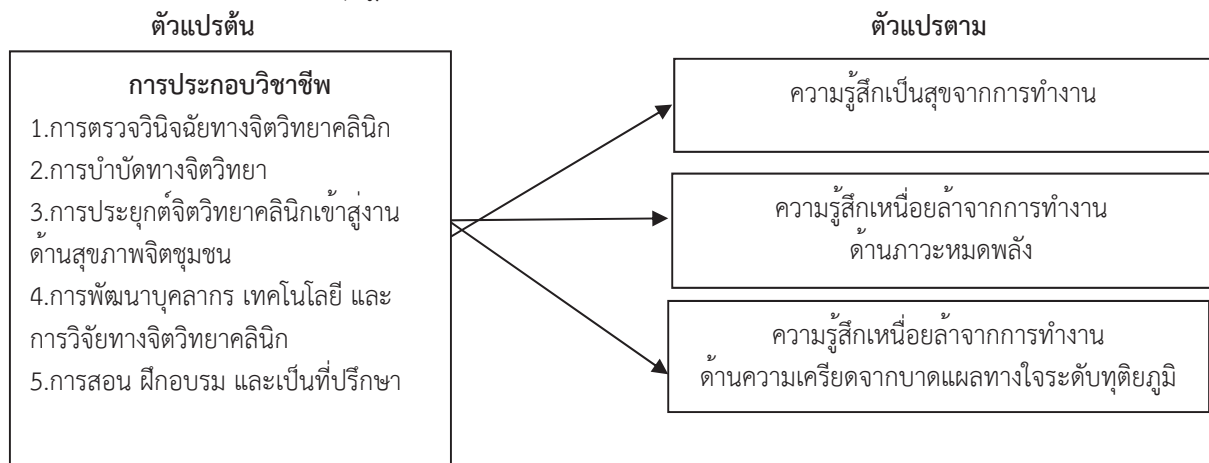 ตัวแปรต้น
การประกอบวิชาชีพ
1.การตรวจวินิจฉัยทางจิตวิทยาคลินิก
2.การบำบัดทางจิตวิทยา
3.การประยุกต์จิตวิทยาคลินิกเข้าสู่งาน
ด้านสุขภาพจิตชุมชน
4.การพัฒนาบุคลากร เทคโนโลยี และ
การวิจัยทางจิตวิทยาคลินิก
5.การสอน ฝึกอบรม และเป็นที่ปรึกษา
ตัวแปรตาม
ความรู้สึกเป็นสุขจากการทำงาน
ความรู้สึกเหนื่อยล้าจากการทำงาน
ด้านภาวะหมดพลัง
ความรู้สึกเหนื่อยล้าจากการทำงาน
ด้านความเครียดจากบาดแผลทางใจระดับทุติยภูมิ